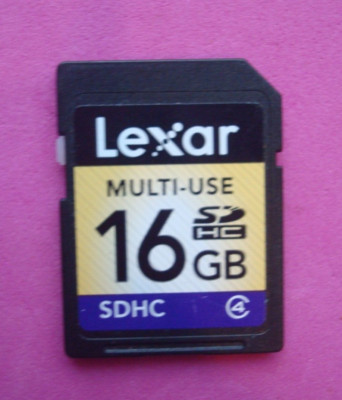 Lexar
MULTI-USE
16 GB
SD HC
SDHC 4